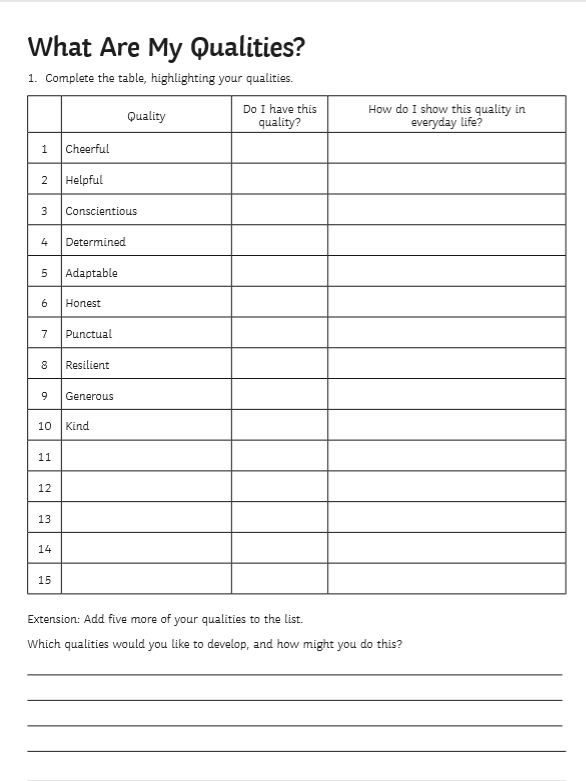 What Are My Qualities?
1. Complete the table, highlighting your qualities.
Quality
Do I have this
quality?
How do I show this quality in
everyday life?
1 Cheerful
2 Helpful
3 Conscientious
4 Determined
5 Adaptable
6 Honest
7 Punctual
8 Resilient
9 Generous
10 Kind
11
12
13
14
15
Extension: Add five more of your qualities to the list.
Which qualities would you like to develop, and how might you do this?